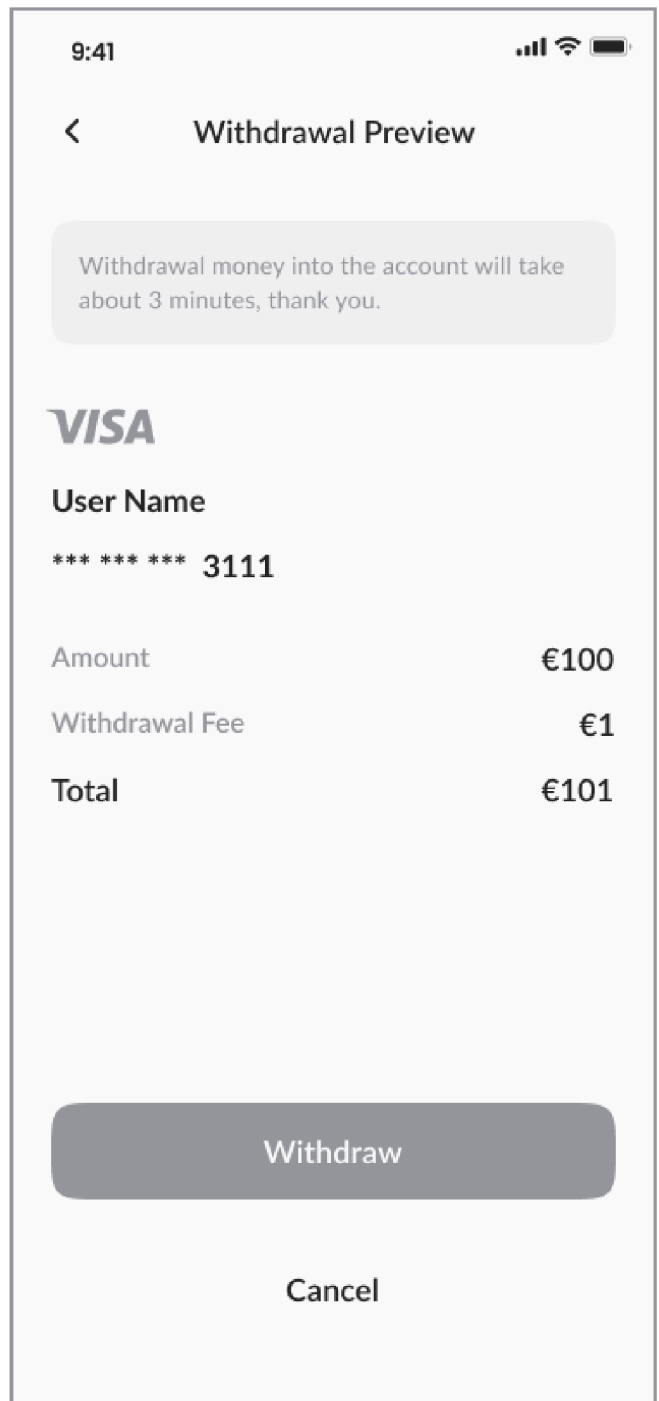 9:41
Withdrawal Preview
Withdrawal money into the account will take
about 3 minutes, thank you.
VISA
User Name
*** *** *** 3111
Amount €100
Withdrawal Fee €1
Total €101
Withdraw
Cancel